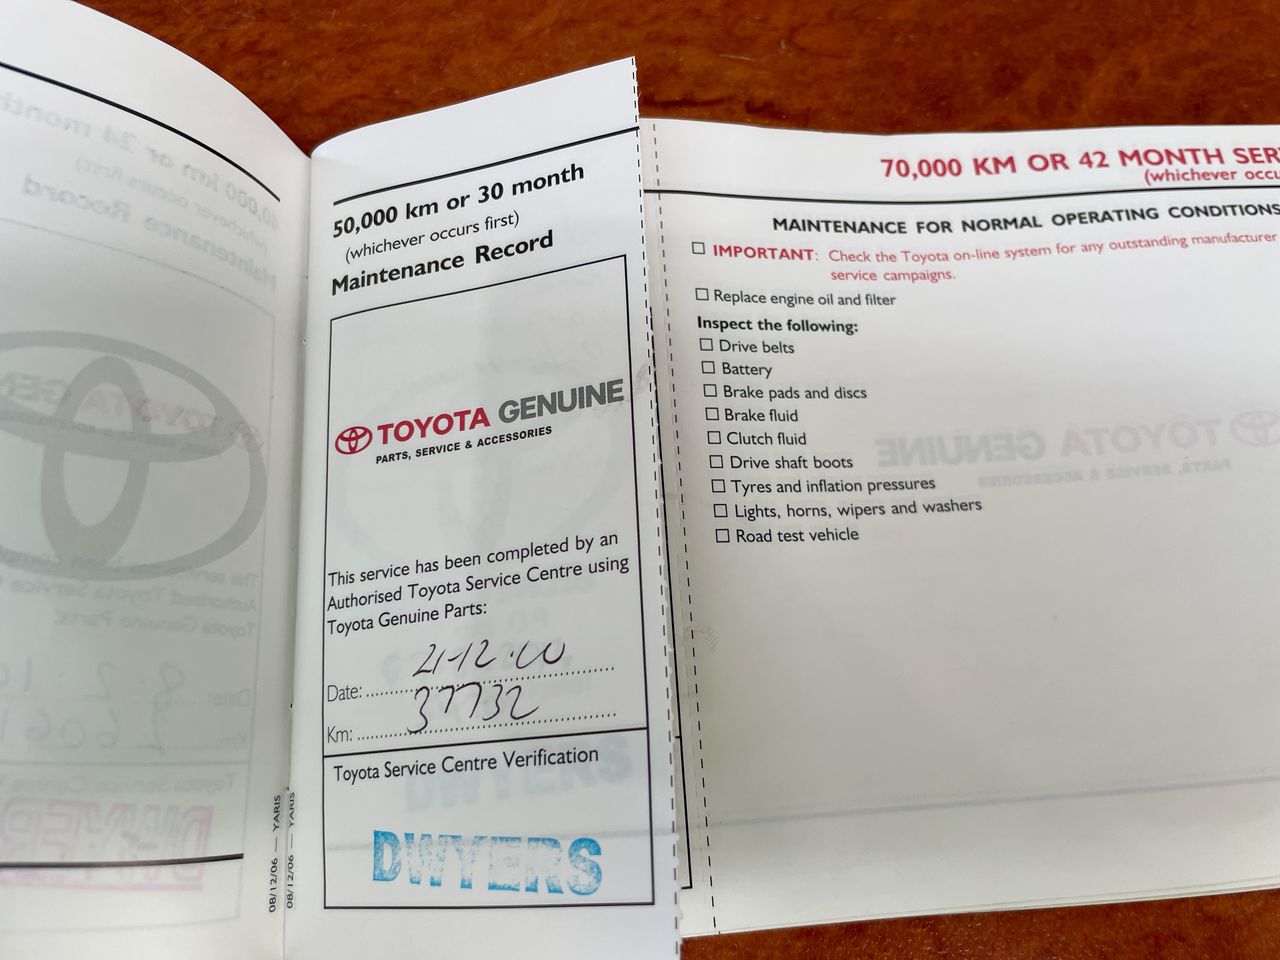 50,000 km or 30 month
(whichever occurs first)
Maintenance Record
TOYOTA GENUINE
PARTS, SERVICE & ACCESSORIES
This service has been completed by an
Authorised Toyota Service Centre using
Toyota Genuine Parts:
Date:
Km: 37732
Toyota Service Centre Verification
DWYERS
08/12/06 — YARIS
08/12/06 — YARIS
70,000 KM OR 42 MONTH
(whichever
MAINTENANCE FOR NORMAL OPERATING CONDITIONS
IMPORTANT: Check the Toyota on-line system for any outstanding manufacturer
service campaigns.
Replace engine oil and filter
Inspect the following:
Drive belts
Battery
Brake pads and discs
Brake fluid
Clutch fluid
Drive shaft boots
Tyres and inflation pressures
Lights, horns, wipers and washers
Road test vehicle